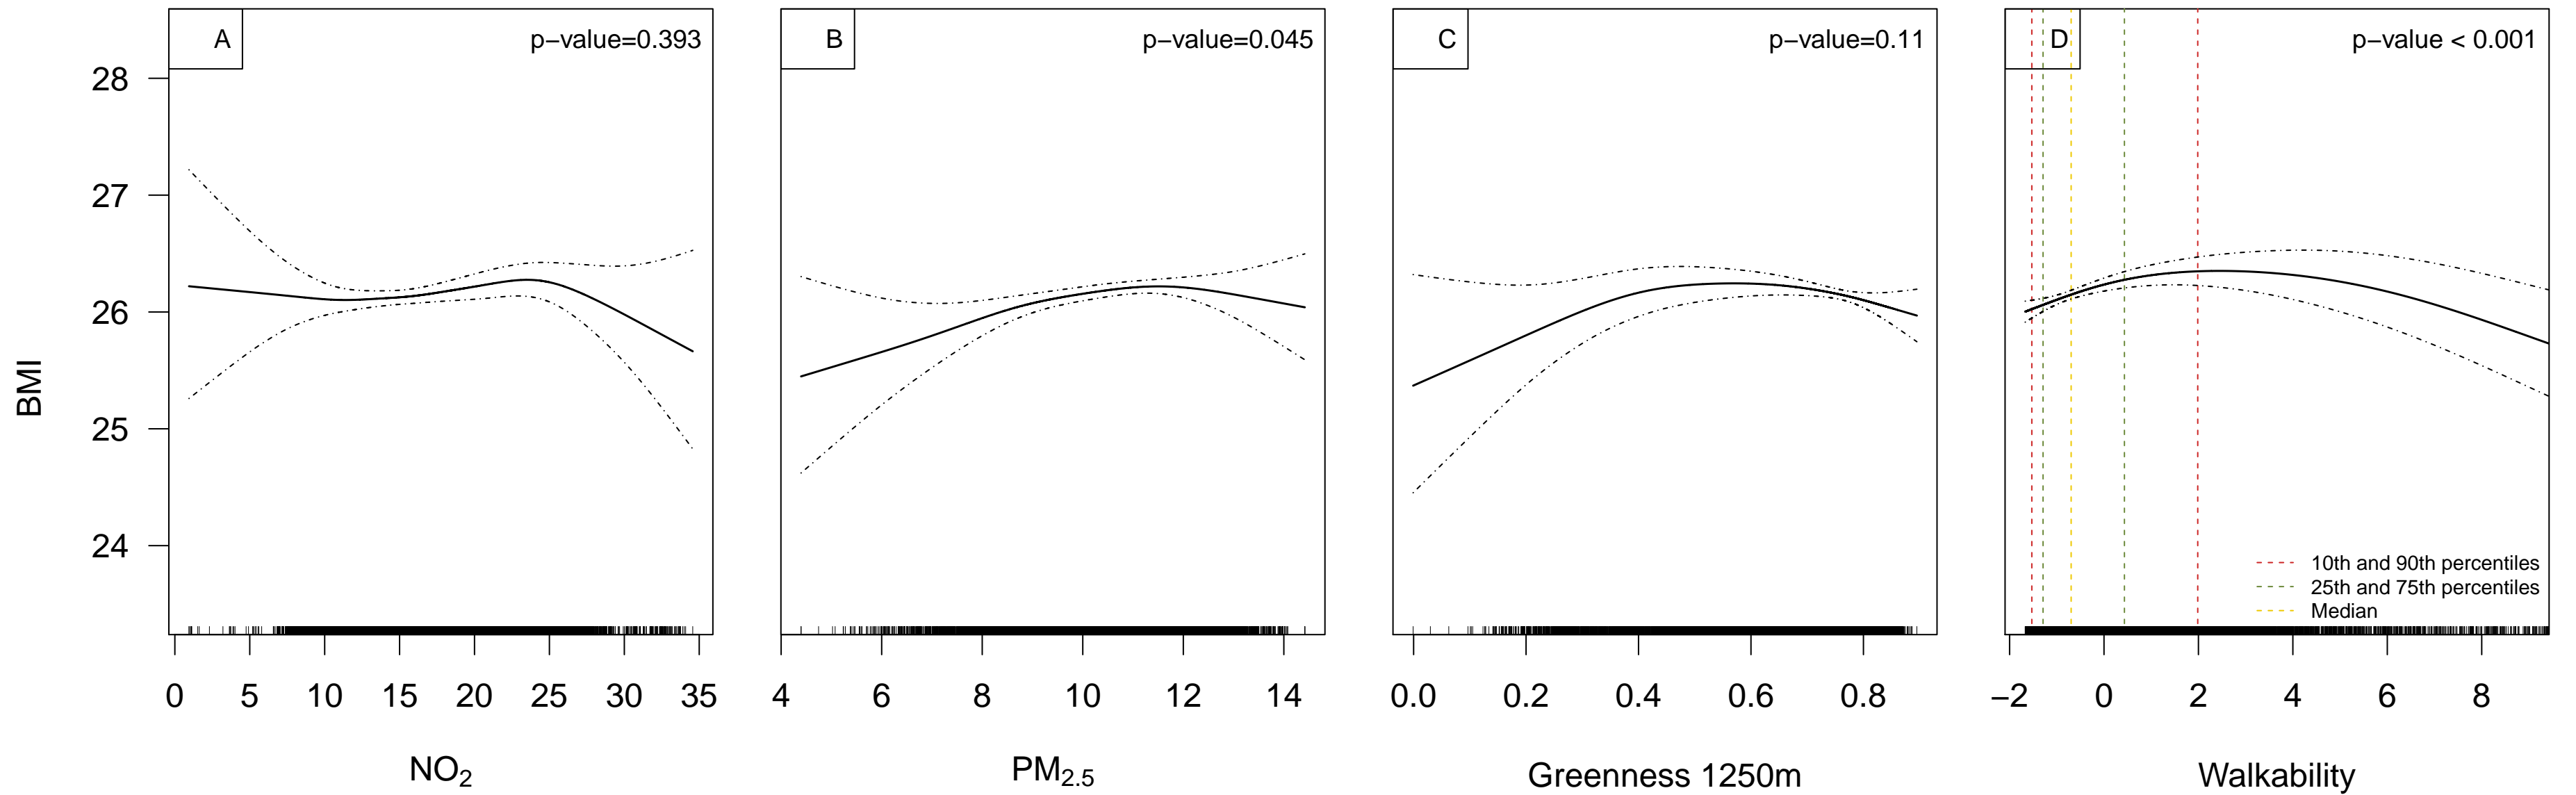 A
p−value=0.393
B
p−value=0.045
C
p−value=0.11
D
p−value < 0.001
28
27
26
25
24
BMI
10th and 90th percentiles
25th and 75th percentiles
Median
0 5 10 15 20 25 30 35
4 6 8 10 12 14
0.0 0.2 0.4 0.6 0.8
−2 0 2 4 6 8
NO2
PM2.5
Greenness 1250m
Walkability